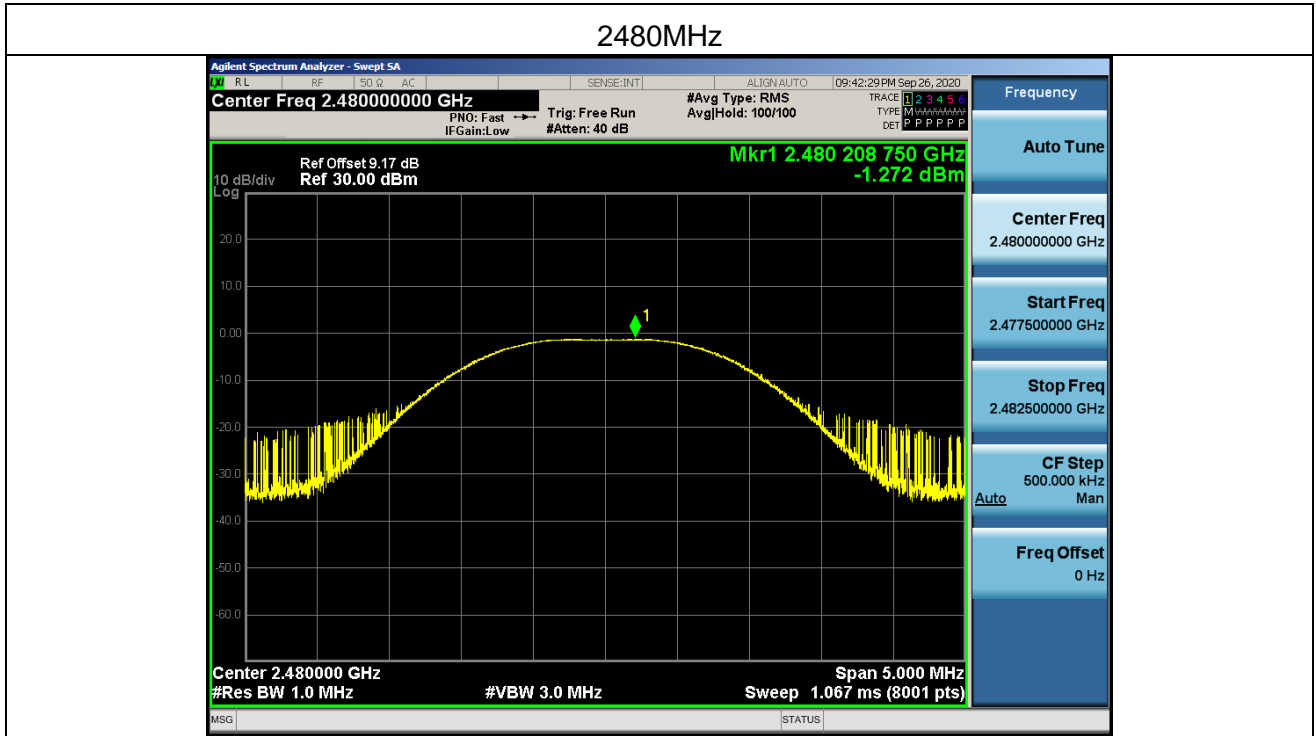 2480MHz
Agilent Spectrum Analyzer - Swept SA
LXI RL RF 50 Ω AC SENSE:INT ALIGN AUTO 09:42:29 PM Sep 26, 2020
Center Freq 2.480000000 GHz
PNO: Fast
IFGain:Low
Trig: Free Run
#Atten: 40 dB
#Avg Type: RMS
Avg|Hold: 100/100
TRACE 1 2 3 4 5 6
TYPE MWWWWW
DET P P P P P P
Ref Offset 9.17 dB
10 dB/div Ref 30.00 dBm
Log
Mkr1 2.480 208 750 GHz
-1.272 dBm
20.0
10.0
0.00
-10.0
-20.0
-30.0
-40.0
-50.0
-60.0
1
Center 2.480000 GHz Span 5.000 MHz
#Res BW 1.0 MHz #VBW 3.0 MHz Sweep 1.067 ms (8001 pts)
MSG STATUS
Frequency
Auto Tune
Center Freq
2.480000000 GHz
Start Freq
2.477500000 GHz
Stop Freq
2.482500000 GHz
CF Step
500.000 kHz
Auto Man
Freq Offset
0 Hz